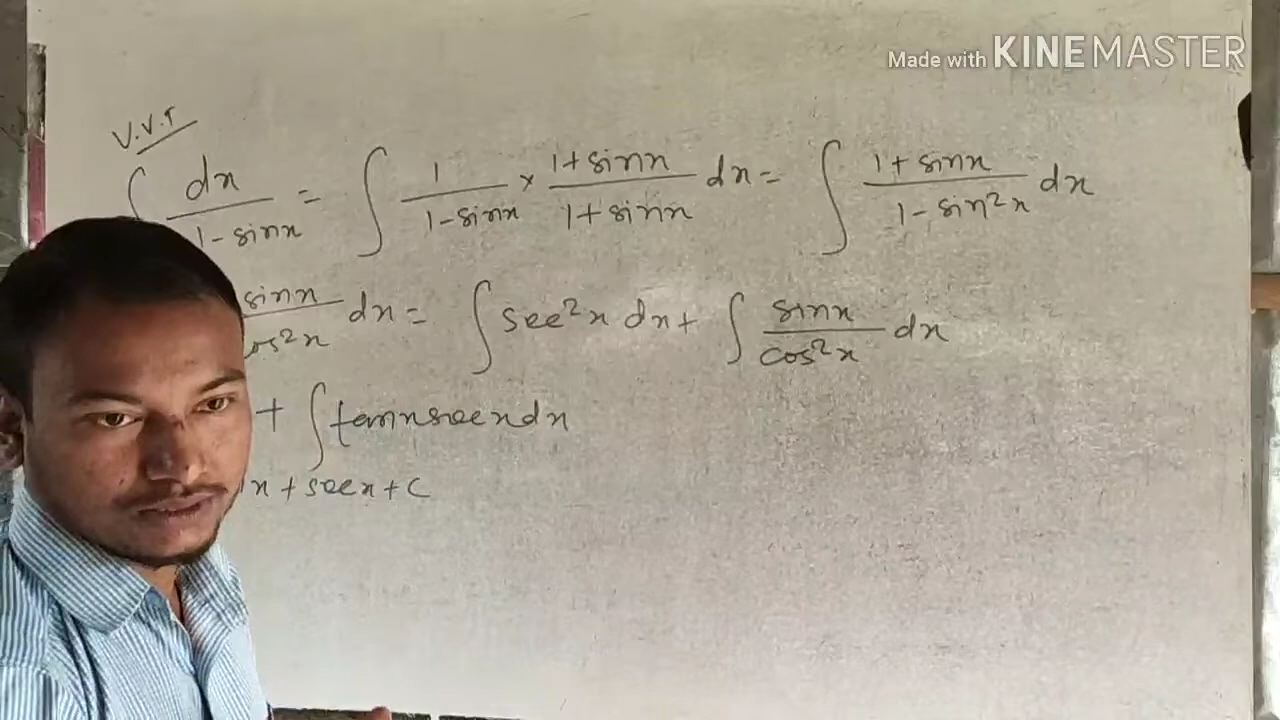 Made with KINEMASTER
V.V.I
∫ dx/(1-sinx) = ∫ 1/(1-sinx) × (1+sinx)/(1+sinx) dx = ∫ (1+sinx)/(1-sin²x) dx
sinx/cos²x dx = ∫ sec²x dx + ∫ sinx/cos²x dx
+ ∫ tanx secx dx
x + secx + c